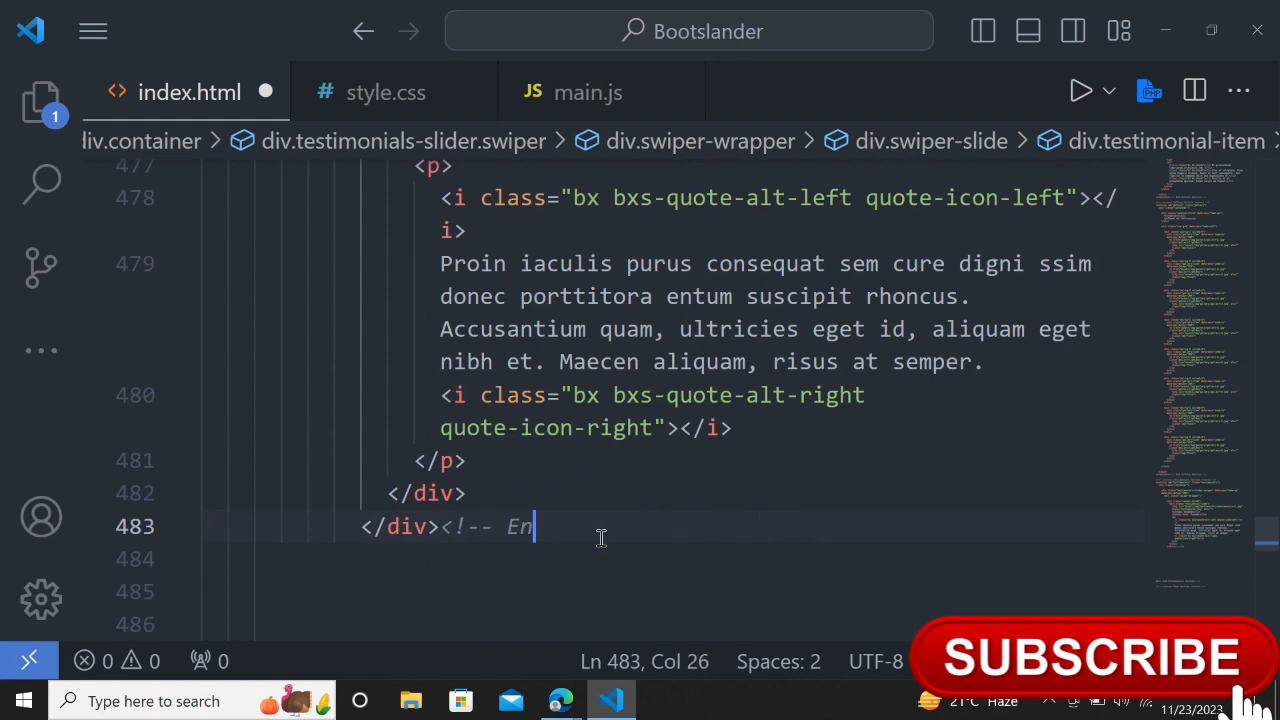 Bootslander
index.html
# style.css
JS main.js
div.container > div.testimonials-slider.swiper > div.swiper-wrapper > div.swiper-slide > div.testimonial-item
477 <p>
478 <i class="bx bxs-quote-alt-left quote-icon-left"></
i>
479 Proin iaculis purus consequat sem cure digni ssim
donec porttitora entum suscipit rhoncus.
Accusantium quam, ultricies eget id, aliquam eget
nibh et. Maecen aliquam, risus at semper.
480 <i class="bx bxs-quote-alt-right
quote-icon-right"></i>
481 </p>
482 </div>
483 </div><!-- En
484
485
486
1
0 0 0
Ln 483, Col 26 Spaces: 2 UTF-8
SUBSCRIBE
Type here to search
21°C Haze
11/23/2023